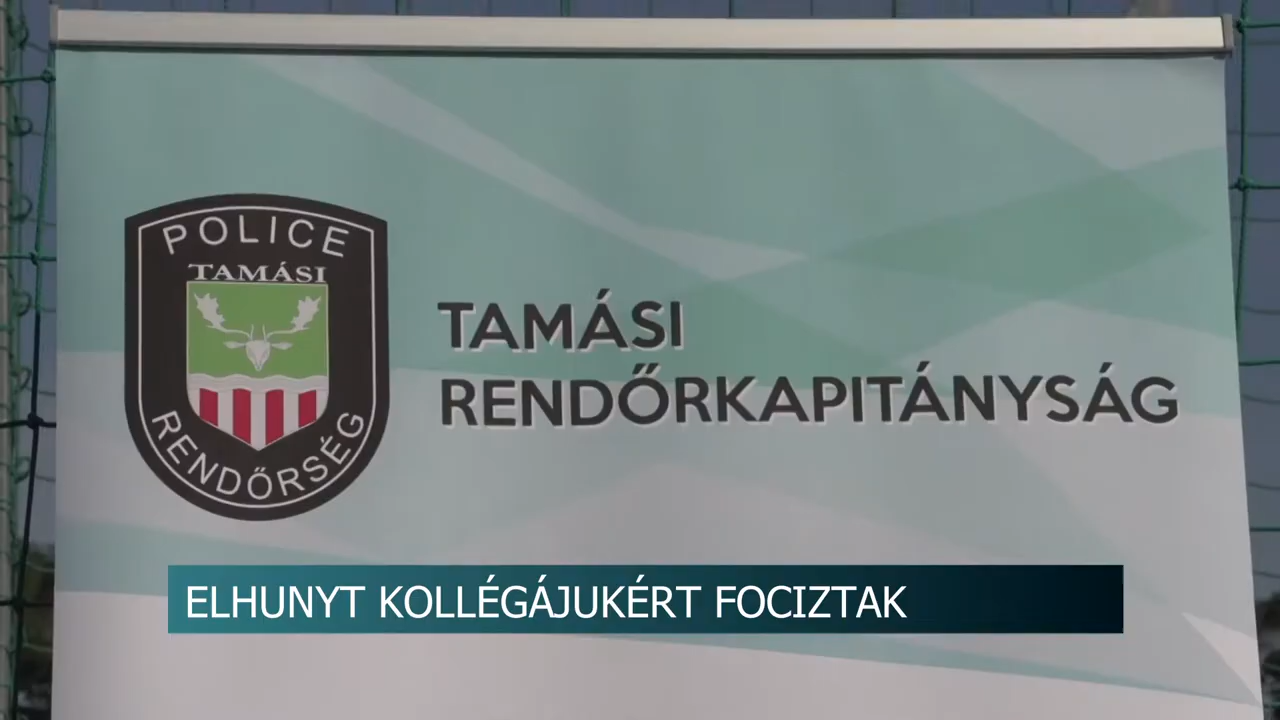 POLICE
TAMÁSI
RENDŐRSÉG
TAMÁSI
RENDŐRKAPITÁNYSÁG
ELHUNYT KOLLÉGÁJUKÉRT FOCIZTAK